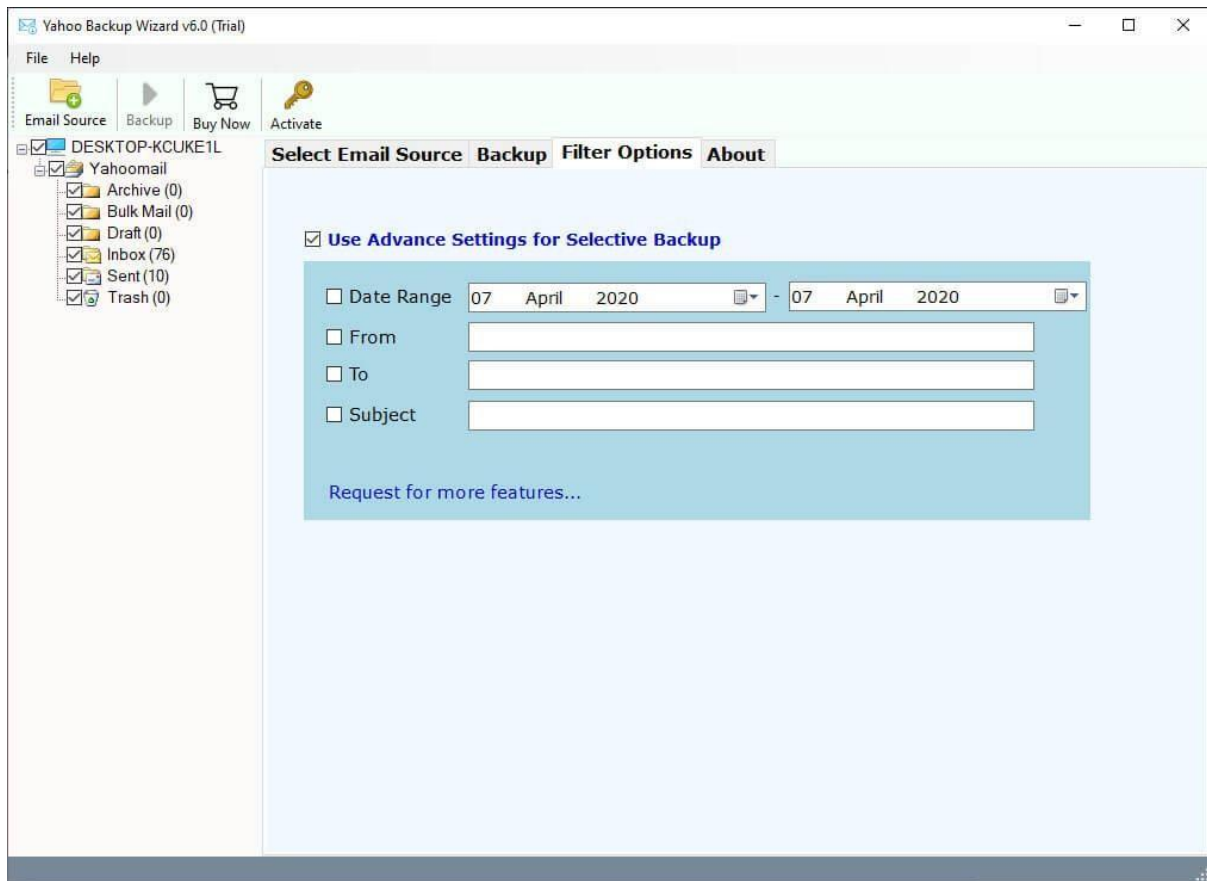 Yahoo Backup Wizard v6.0 (Trial)
File Help
Email Source Backup Buy Now Activate
DESKTOP-KCUKE1L
Yahoomail
Archive (0)
Bulk Mail (0)
Draft (0)
Inbox (76)
Sent (10)
Trash (0)
Select Email Source Backup Filter Options About
Use Advance Settings for Selective Backup
Date Range 07 April 2020 - 07 April 2020
From
To
Subject
Request for more features...